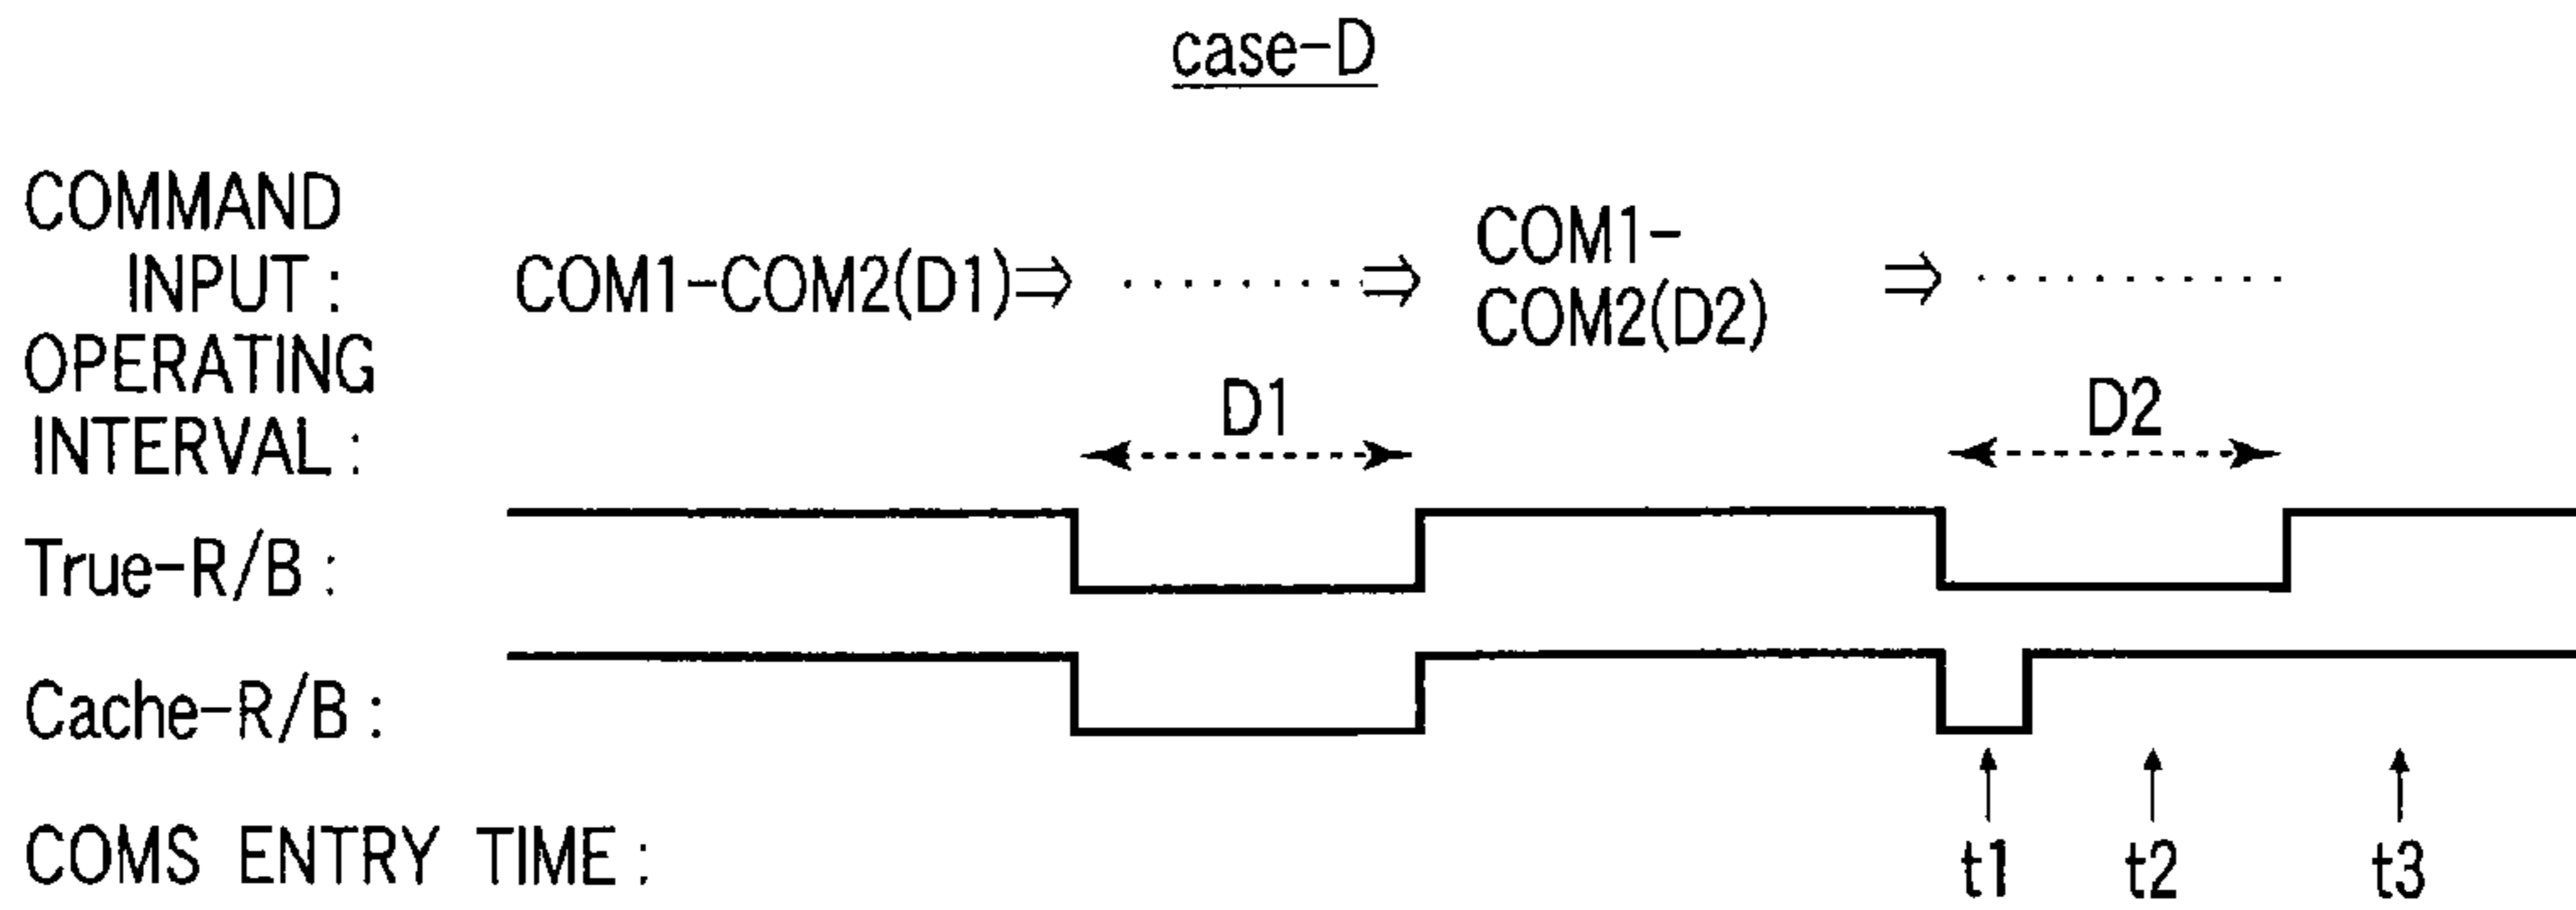 case-D
COMMAND
INPUT :
COM1-COM2(D1)⇒ ········⇒ COM1-
COM2(D2) ⇒ ···········
OPERATING
INTERVAL :
D1 D2
True-R/B :
Cache-R/B :
COMS ENTRY TIME : t1 t2 t3